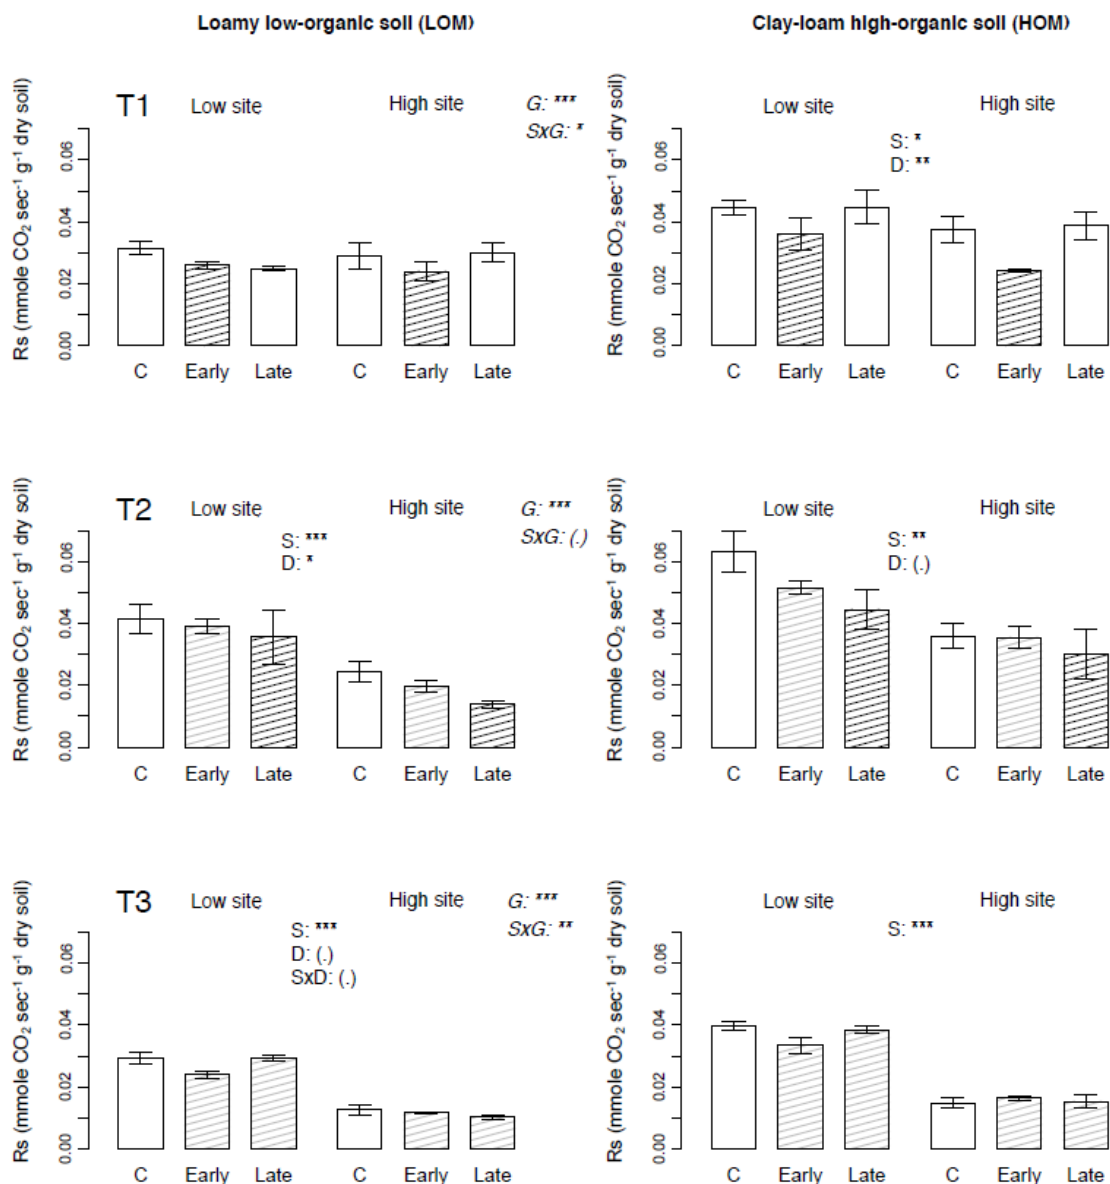 Loamy low-organic soil (LOM)
Clay-loam high-organic soil (HOM)
Rs (mmole CO₂ sec⁻¹ g⁻¹ dry soil)
0.00 0.02 0.04 0.06
T1
Low site
High site
G: ***
SxG: *
C Early Late C Early Late
Rs (mmole CO₂ sec⁻¹ g⁻¹ dry soil)
0.00 0.02 0.04 0.06
Low site
High site
S: *
D: **
C Early Late C Early Late
Rs (mmole CO₂ sec⁻¹ g⁻¹ dry soil)
0.00 0.02 0.04 0.06
T2
Low site
High site
G: ***
SxG: (.)
S: ***
D: *
C Early Late C Early Late
Rs (mmole CO₂ sec⁻¹ g⁻¹ dry soil)
0.00 0.02 0.04 0.06
Low site
High site
S: **
D: (.)
C Early Late C Early Late
Rs (mmole CO₂ sec⁻¹ g⁻¹ dry soil)
0.00 0.02 0.04 0.06
T3
Low site
High site
G: ***
SxG: **
S: ***
D: (.)
SxD: (.)
C Early Late C Early Late
Rs (mmole CO₂ sec⁻¹ g⁻¹ dry soil)
0.00 0.02 0.04 0.06
Low site
High site
S: ***
C Early Late C Early Late